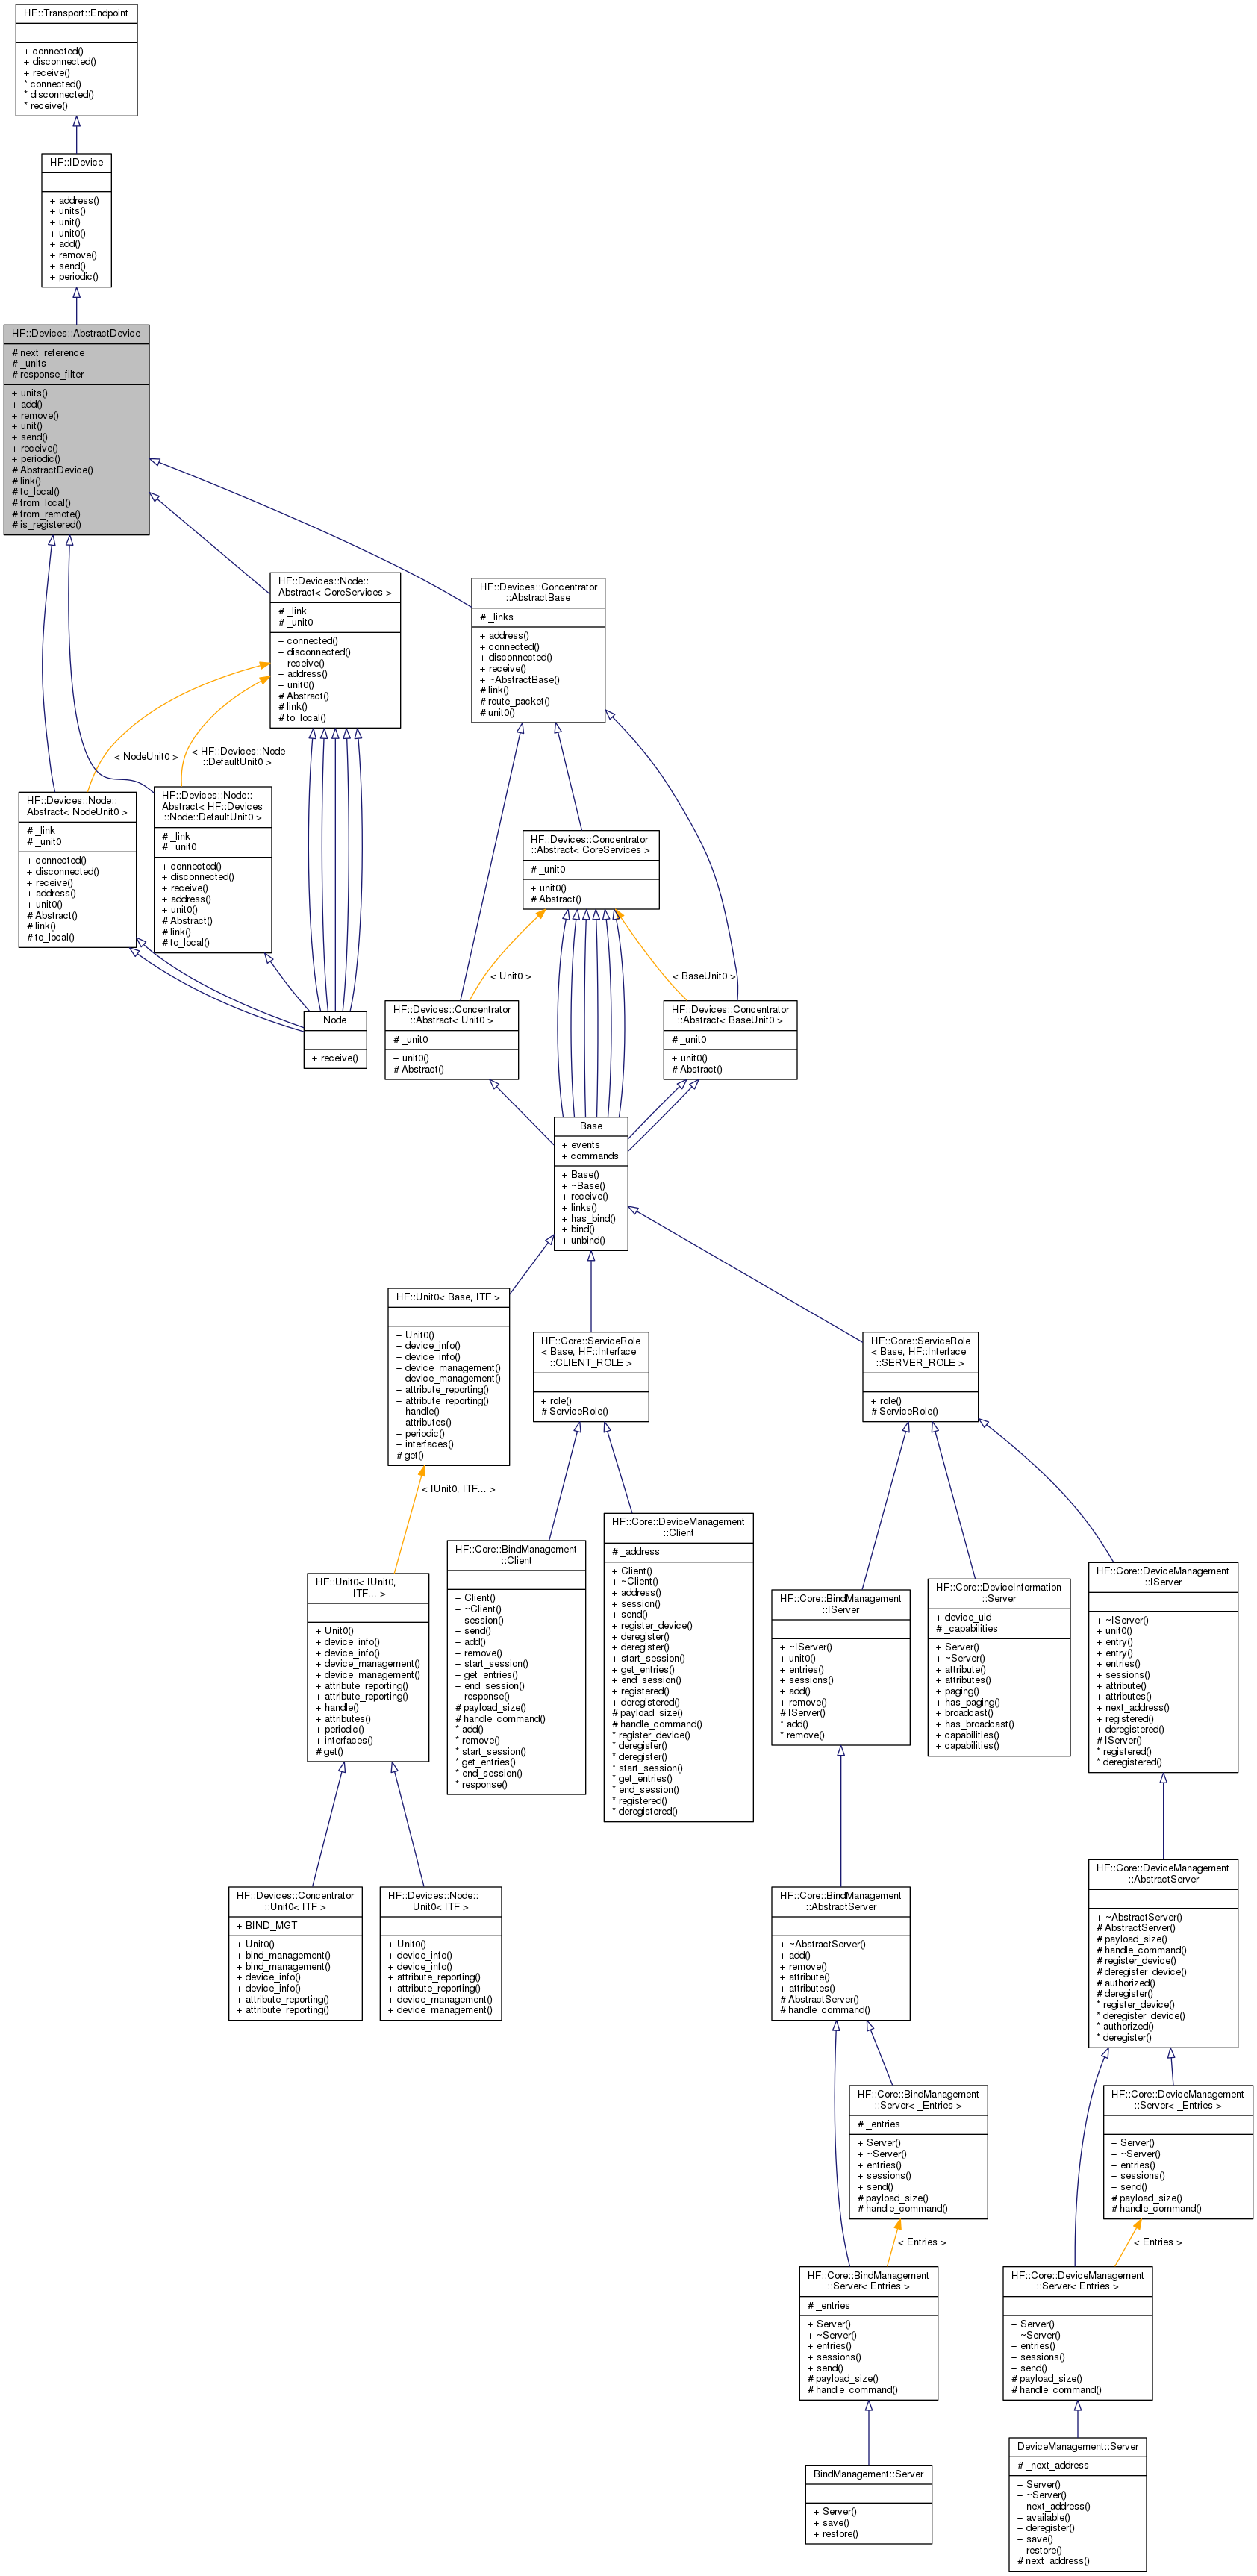 HF::Transport::Endpoint
+ connected()
+ disconnected()
+ receive()
* connected()
* disconnected()
* receive()
HF::IDevice
+ address()
+ units()
+ unit()
+ unit0()
+ add()
+ remove()
+ send()
+ periodic()
HF::Devices::AbstractDevice
# next_reference
# _units
# response_filter
+ units()
+ add()
+ remove()
+ unit()
+ send()
+ receive()
+ periodic()
# AbstractDevice()
# link()
# to_local()
# from_local()
# from_remote()
# is_registered()
HF::Devices::Node::
Abstract< CoreServices >
# _link
# _unit0
+ connected()
+ disconnected()
+ receive()
+ address()
+ unit0()
# Abstract()
# link()
# to_local()
HF::Devices::Concentrator
::AbstractBase
# _links
+ address()
+ connected()
+ disconnected()
+ receive()
+ ~AbstractBase()
# link()
# route_packet()
# unit0()
< NodeUnit0 >
< HF::Devices::Node
::DefaultUnit0 >
HF::Devices::Node::
Abstract< NodeUnit0 >
# _link
# _unit0
+ connected()
+ disconnected()
+ receive()
+ address()
+ unit0()
# Abstract()
# link()
# to_local()
HF::Devices::Node::
Abstract< HF::Devices
::Node::DefaultUnit0 >
# _link
# _unit0
+ connected()
+ disconnected()
+ receive()
+ address()
+ unit0()
# Abstract()
# link()
# to_local()
HF::Devices::Concentrator
::Abstract< CoreServices >
# _unit0
+ unit0()
# Abstract()
< Unit0 >
< BaseUnit0 >
Node
+ receive()
HF::Devices::Concentrator
::Abstract< Unit0 >
# _unit0
+ unit0()
# Abstract()
HF::Devices::Concentrator
::Abstract< BaseUnit0 >
# _unit0
+ unit0()
# Abstract()
Base
+ events
+ commands
+ Base()
+ ~Base()
+ receive()
+ links()
+ has_bind()
+ bind()
+ unbind()
HF::Unit0< Base, ITF >
+ Unit0()
+ device_info()
+ device_info()
+ device_management()
+ device_management()
+ attribute_reporting()
+ attribute_reporting()
+ handle()
+ attributes()
+ periodic()
+ interfaces()
# get()
HF::Core::ServiceRole
< Base, HF::Interface
::CLIENT_ROLE >
+ role()
# ServiceRole()
HF::Core::ServiceRole
< Base, HF::Interface
::SERVER_ROLE >
+ role()
# ServiceRole()
< IUnit0, ITF... >
HF::Unit0< IUnit0,
ITF... >
+ Unit0()
+ device_info()
+ device_info()
+ device_management()
+ device_management()
+ attribute_reporting()
+ attribute_reporting()
+ handle()
+ attributes()
+ periodic()
+ interfaces()
# get()
HF::Core::BindManagement
::Client
+ Client()
+ ~Client()
+ session()
+ send()
+ add()
+ remove()
+ start_session()
+ get_entries()
+ end_session()
+ response()
# payload_size()
# handle_command()
* add()
* remove()
* start_session()
* get_entries()
* end_session()
* response()
HF::Core::DeviceManagement
::Client
# _address
+ Client()
+ ~Client()
+ address()
+ session()
+ send()
+ register_device()
+ deregister()
+ deregister()
+ start_session()
+ get_entries()
+ end_session()
+ registered()
+ deregistered()
# payload_size()
# handle_command()
* register_device()
* deregister()
* deregister()
* start_session()
* get_entries()
* end_session()
* registered()
* deregistered()
HF::Core::BindManagement
::IServer
+ ~IServer()
+ unit0()
+ entries()
+ sessions()
+ add()
+ remove()
# IServer()
* add()
* remove()
HF::Core::DeviceInformation
::Server
+ device_uid
# _capabilities
+ Server()
+ ~Server()
+ attribute()
+ attributes()
+ paging()
+ has_paging()
+ broadcast()
+ has_broadcast()
+ capabilities()
+ capabilities()
HF::Core::DeviceManagement
::IServer
+ ~IServer()
+ unit0()
+ entry()
+ entry()
+ entries()
+ sessions()
+ attribute()
+ attributes()
+ next_address()
+ registered()
+ deregistered()
# IServer()
* registered()
* deregistered()
HF::Devices::Concentrator
::Unit0< ITF >
+ BIND_MGT
+ Unit0()
+ bind_management()
+ bind_management()
+ device_info()
+ device_info()
+ attribute_reporting()
+ attribute_reporting()
HF::Devices::Node::
Unit0< ITF >
+ Unit0()
+ device_info()
+ device_info()
+ attribute_reporting()
+ attribute_reporting()
+ device_management()
+ device_management()
HF::Core::BindManagement
::AbstractServer
+ ~AbstractServer()
+ add()
+ remove()
+ attribute()
+ attributes()
# AbstractServer()
# handle_command()
HF::Core::DeviceManagement
::AbstractServer
+ ~AbstractServer()
# AbstractServer()
# payload_size()
# handle_command()
# register_device()
# deregister_device()
# authorized()
# deregister()
* register_device()
* deregister_device()
* authorized()
* deregister()
HF::Core::BindManagement
::Server< _Entries >
# _entries
+ Server()
+ ~Server()
+ entries()
+ sessions()
+ send()
# payload_size()
# handle_command()
HF::Core::DeviceManagement
::Server< _Entries >
+ Server()
+ ~Server()
+ entries()
+ sessions()
+ send()
# payload_size()
# handle_command()
< Entries >
< Entries >
HF::Core::BindManagement
::Server< Entries >
# _entries
+ Server()
+ ~Server()
+ entries()
+ sessions()
+ send()
# payload_size()
# handle_command()
HF::Core::DeviceManagement
::Server< Entries >
+ Server()
+ ~Server()
+ entries()
+ sessions()
+ send()
# payload_size()
# handle_command()
BindManagement::Server
+ Server()
+ save()
+ restore()
DeviceManagement::Server
# _next_address
+ Server()
+ ~Server()
+ next_address()
+ available()
+ deregister()
+ save()
+ restore()
# next_address()